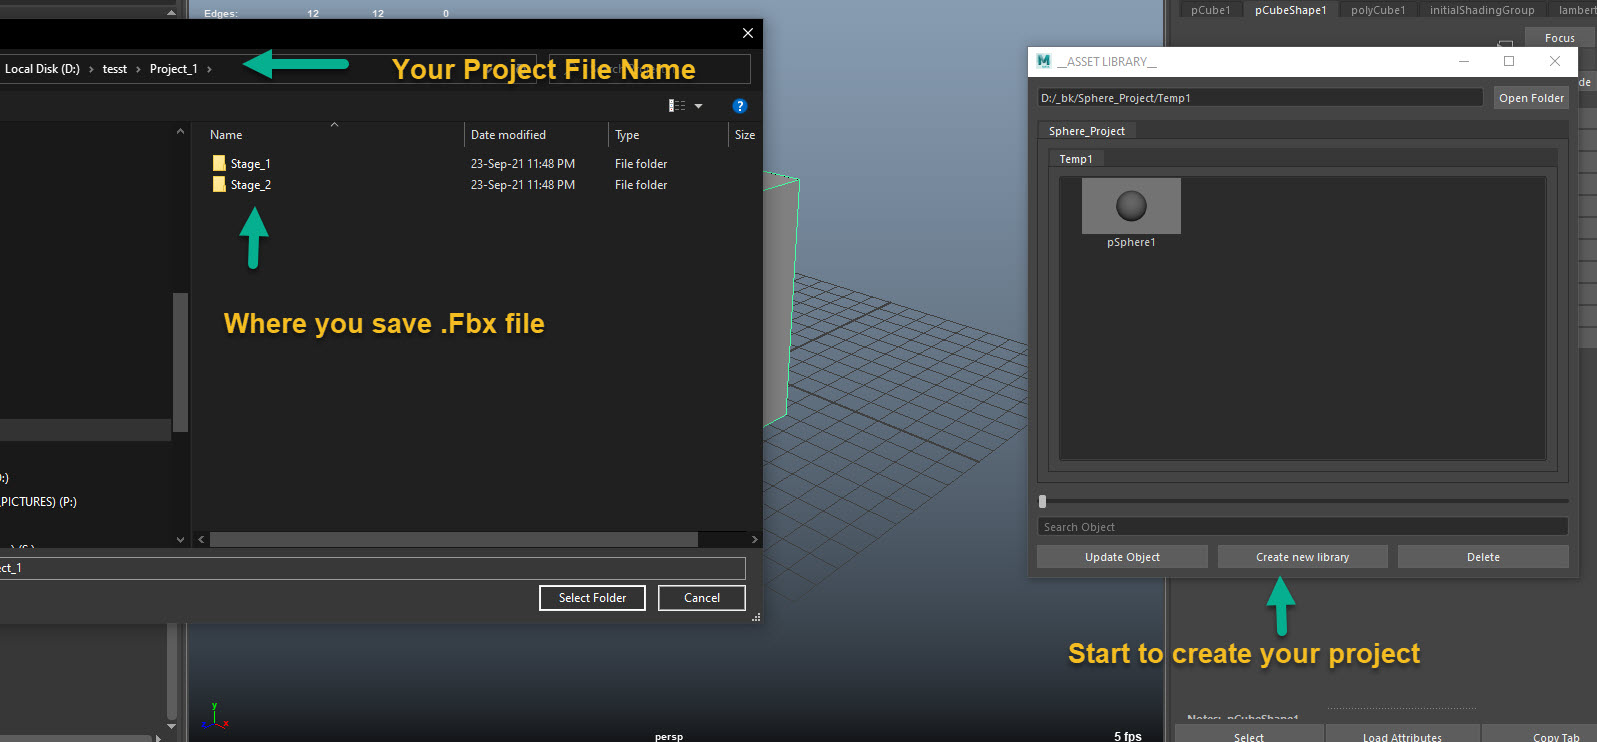 Edges: 12 12 0
pCube1 pCubeShape1 polyCube1 initialShadingGroup lambert
Focus
Local Disk (D:) › tesst › Project_1 ›
Your Project File Name
M __ASSET LIBRARY__
D:/_bk/Sphere_Project/Temp1
Open Folder
de
?
Name Date modified Type Size
Stage_1 23-Sep-21 11:48 PM File folder
Stage_2 23-Sep-21 11:48 PM File folder
Where you save .Fbx file
Sphere_Project
Temp1
pSphere1
:)
_PICTURES) (P:)
ct_1
Select Folder Cancel
Search Object
Update Object Create new library Delete
Start to create your project
y
x
persp
5 fps
Notes: pCubeShape1
Select Load Attributes Copy Tab